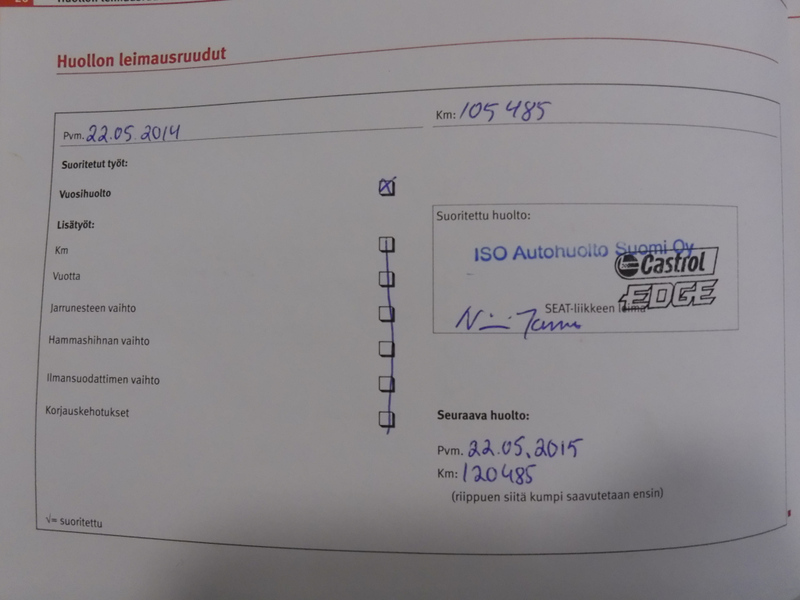 Huollon leimausruudut
Pvm. 22.05.2014
Km: 105485
Suoritetut työt:
Vuosihuolto
Lisätyöt:
Km
Vuotta
Jarrunesteen vaihto
Hammashihnan vaihto
Ilmansuodattimen vaihto
Korjauskehotukset
√= suoritettu
Suoritettu huolto:
ISO Autohuolto Suomi Oy
Castrol
EDGE
SEAT-liikkeen leima
Seuraava huolto:
Pvm. 22.05.2015
Km: 120485
(riippuen siitä kumpi saavutetaan ensin)